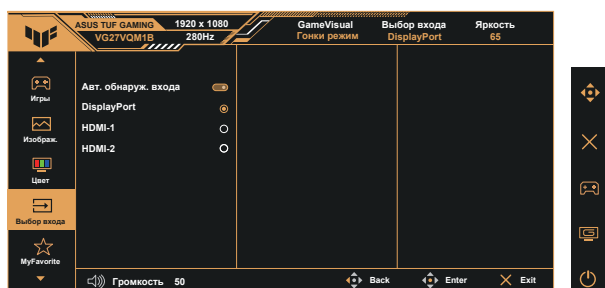 ASUS TUF GAMING 1920 x 1080 GameVisual Выбор входа Яркость
VG27VQM1B 280Hz Гонки режим DisplayPort 65
Игры
Изображ.
Цвет
Выбор входа
MyFavorite
Авт. обнаруж. входа
DisplayPort
HDMI-1
HDMI-2
Громкость 50 Back Enter Exit